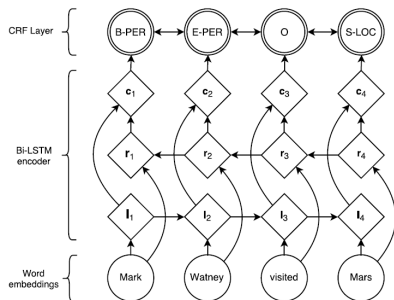 CRF Layer
B-PER E-PER O S-LOC
c1 c2 c3 c4
Bi-LSTM
encoder
r1 r2 r3 r4
l1 l2 l3 l4
Word
embeddings
Mark Watney visited Mars